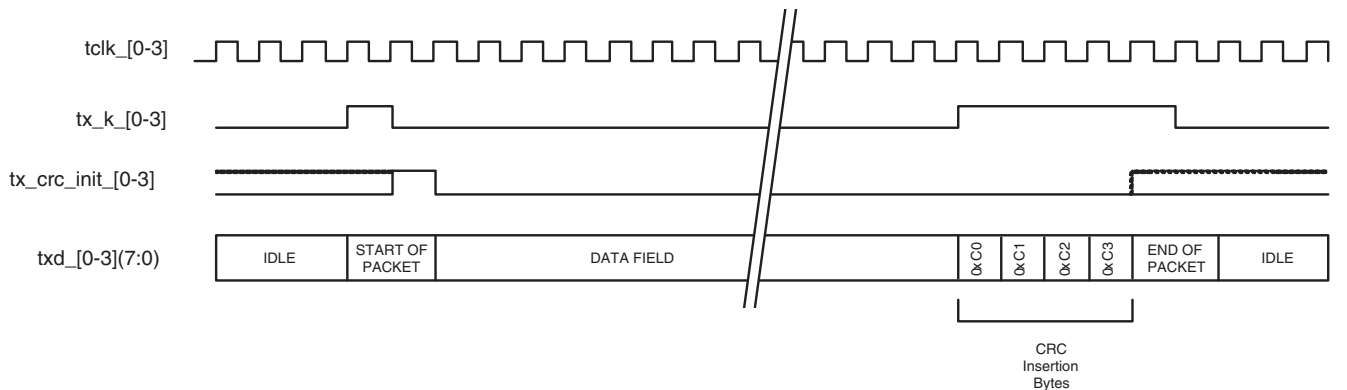 tclk_[0-3]
tx_k_[0-3]
tx_crc_init_[0-3]
txd_[0-3](7:0)
IDLE
START OF
PACKET
DATA FIELD
0xC0
0xC1
0xC2
0xC3
END OF
PACKET
IDLE
CRC
Insertion
Bytes